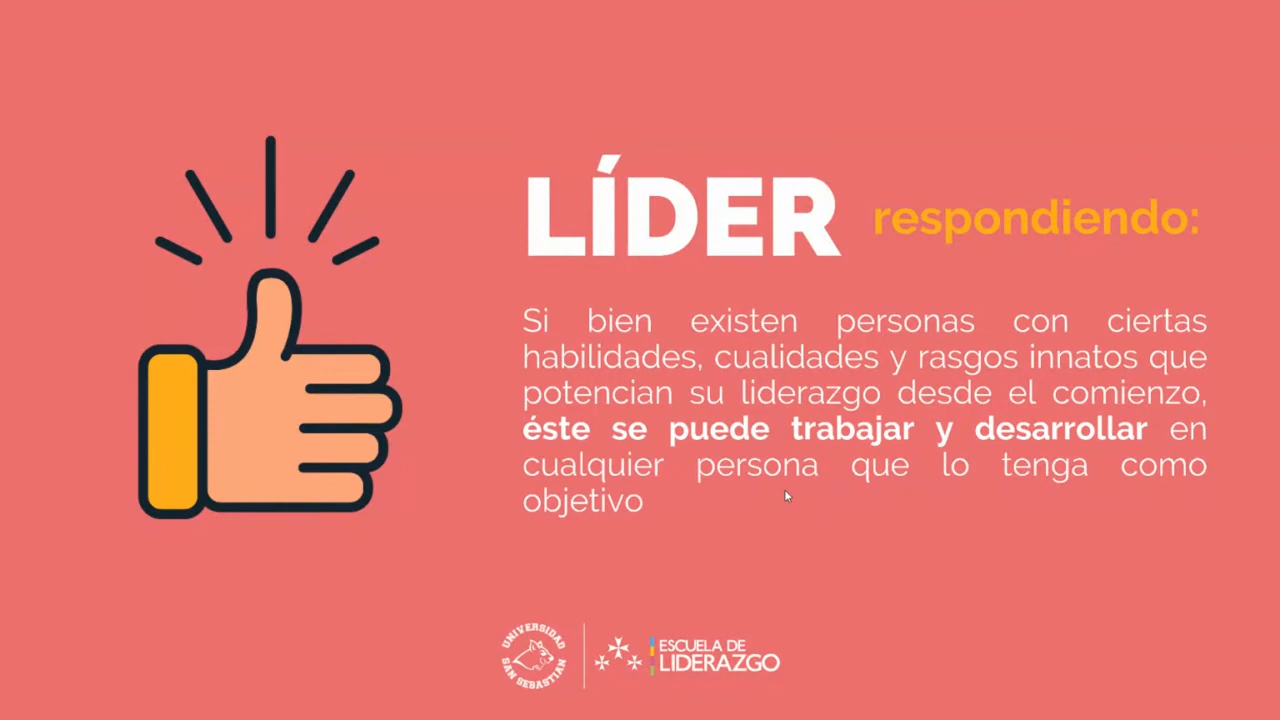 LÍDER respondiendo:
Si bien existen personas con ciertas
habilidades, cualidades y rasgos innatos que
potencian su liderazgo desde el comienzo,
éste se puede trabajar y desarrollar en
cualquier persona que lo tenga como
objetivo
UNIVERSIDAD
SAN SEBASTIAN
ESCUELA DE
LIDERAZGO